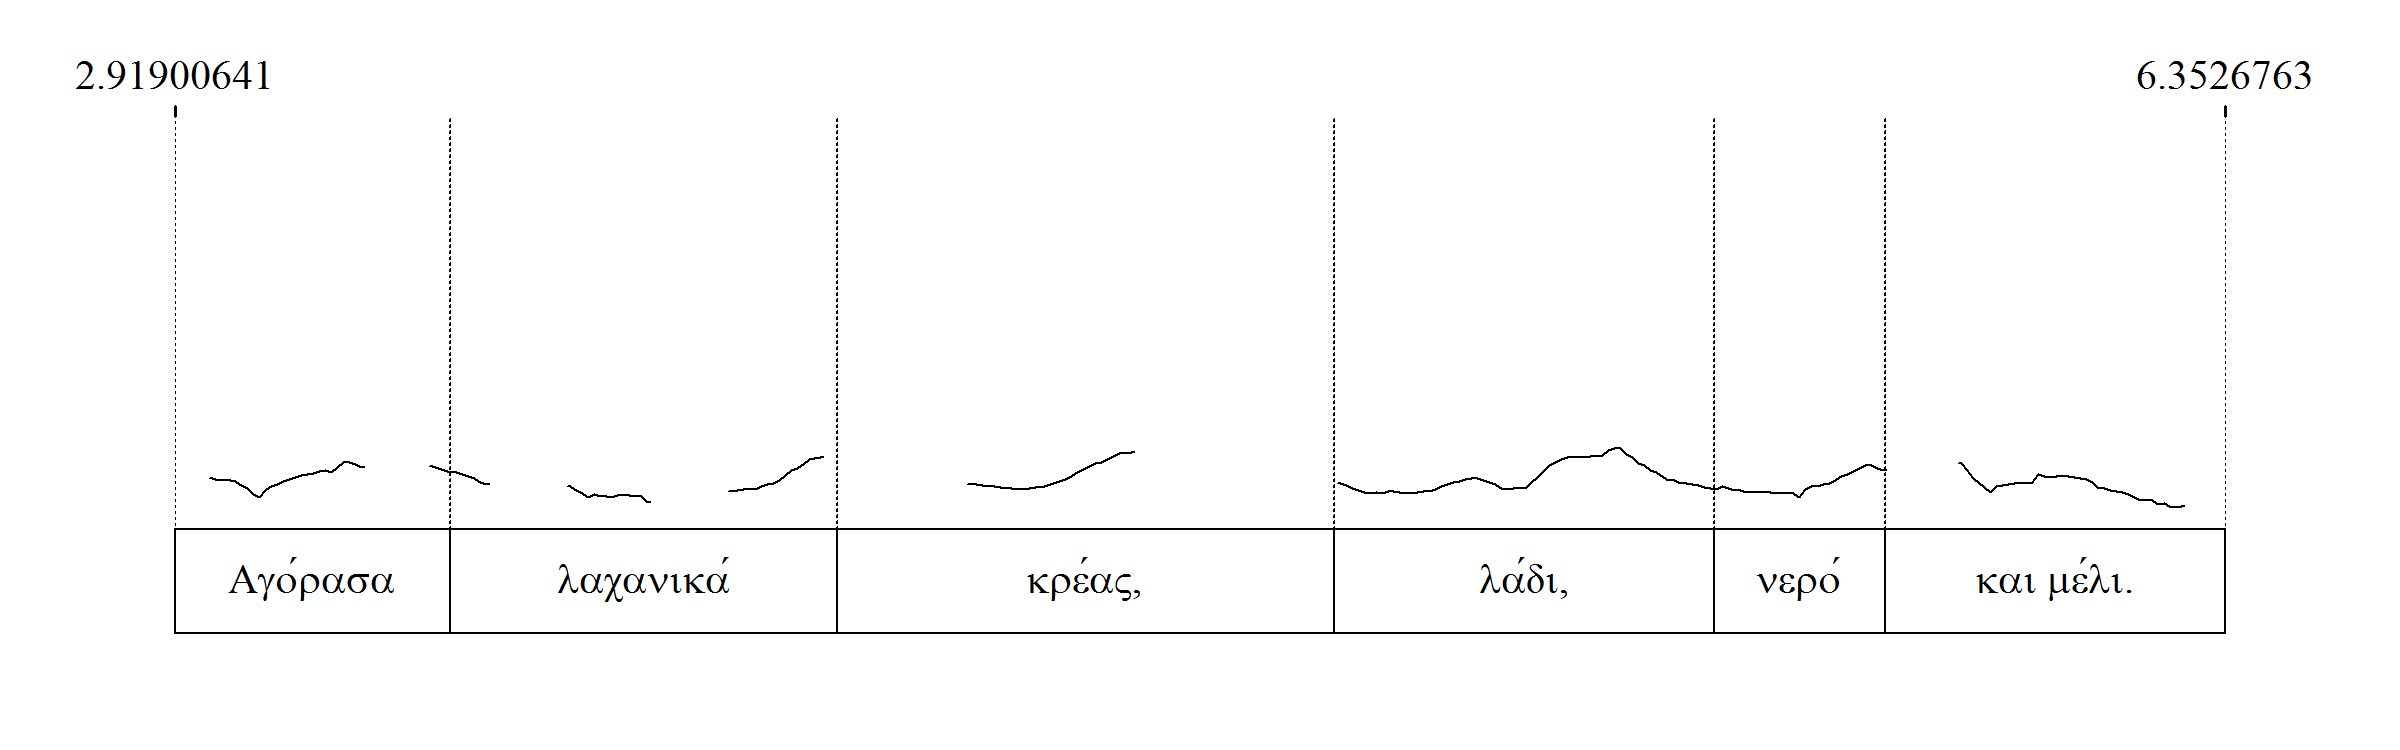 2.91900641 6.3526763
Αγόρασα λαχανικά κρέας, λάδι, νερό και μέλι.